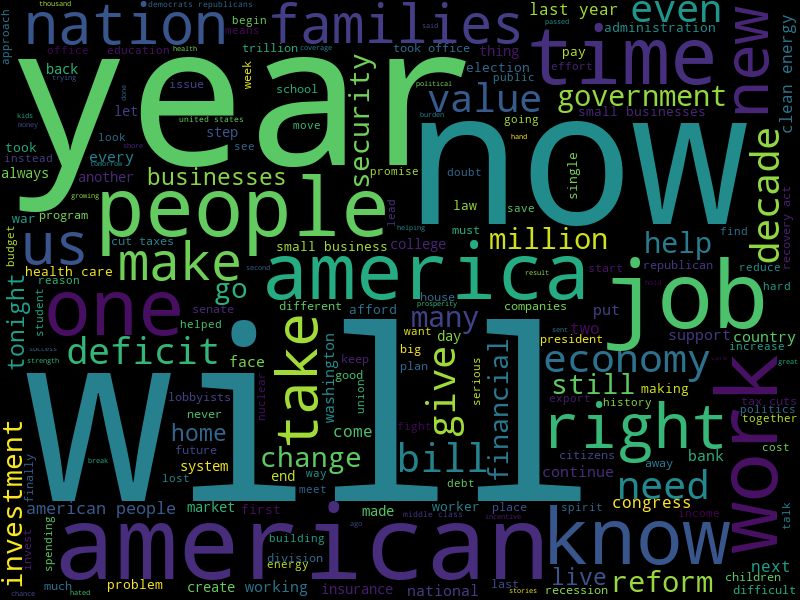 thousand democrats republicans
approach nation families last year even
begin means trillion took office thing administration
office education health said passed time new
coverage election pay effort clean energy
back issue week security value public government
trying done let school political
kids money united states move burden going small businesses
look step see hand
took instead every promise doubt single decade
always another businesses tomorrow share
year now
growing people lead law save
war program helping must find recovery act
us cut taxes small business college million help republican reduce
budget health care make second america result start hard
reason student go different prosperity afford house companies put job
tonight senate many sent two held support country
one helped want day president increase
deficit face take washington keep big give serious economy work great
success strength good plan financial still making tax cuts
lobbyists nuclear union export history politics together
never home come fight right citizens bank cost
future change bill continue away
investment finally system lost end way need talk
break meet debt congress
will
american people market first made worker place spirit know income
spending ago middle class incentive
invest american building division next
energy live children
much problem create working insurance national last recession reform difficult
chance hated stories